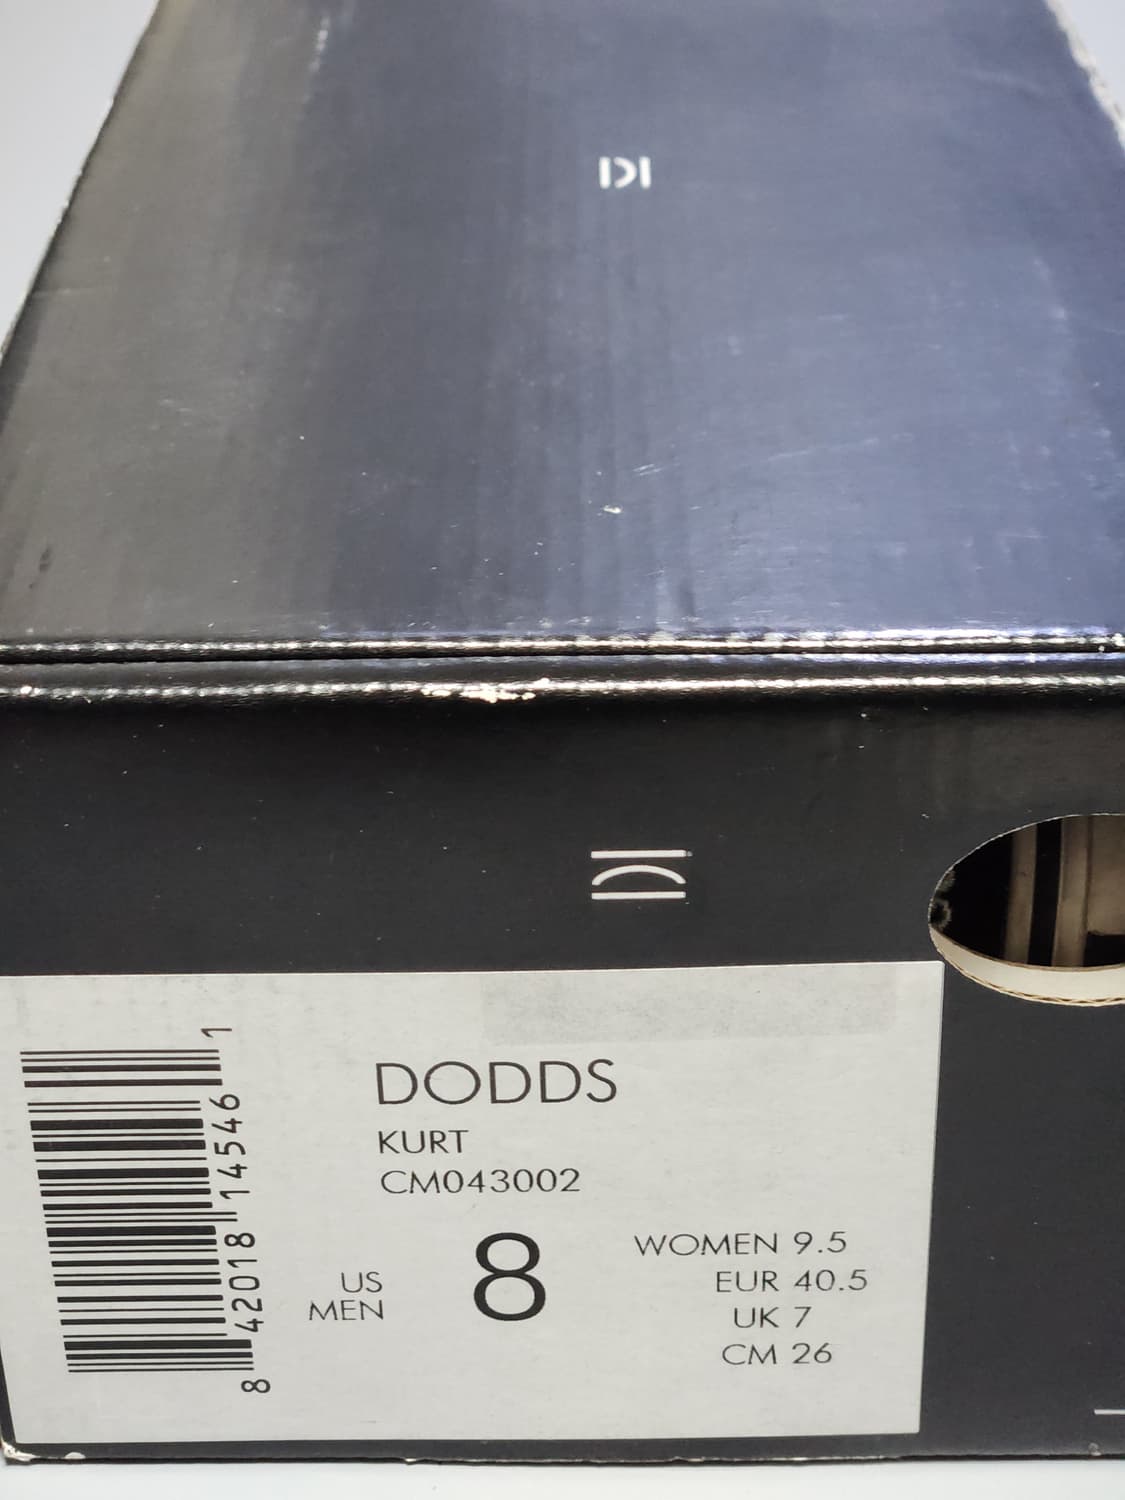 DODDS
KURT
CM043002
US
MEN
8
WOMEN 9.5
EUR 40.5
UK 7
CM 26
8 42018 14546 1